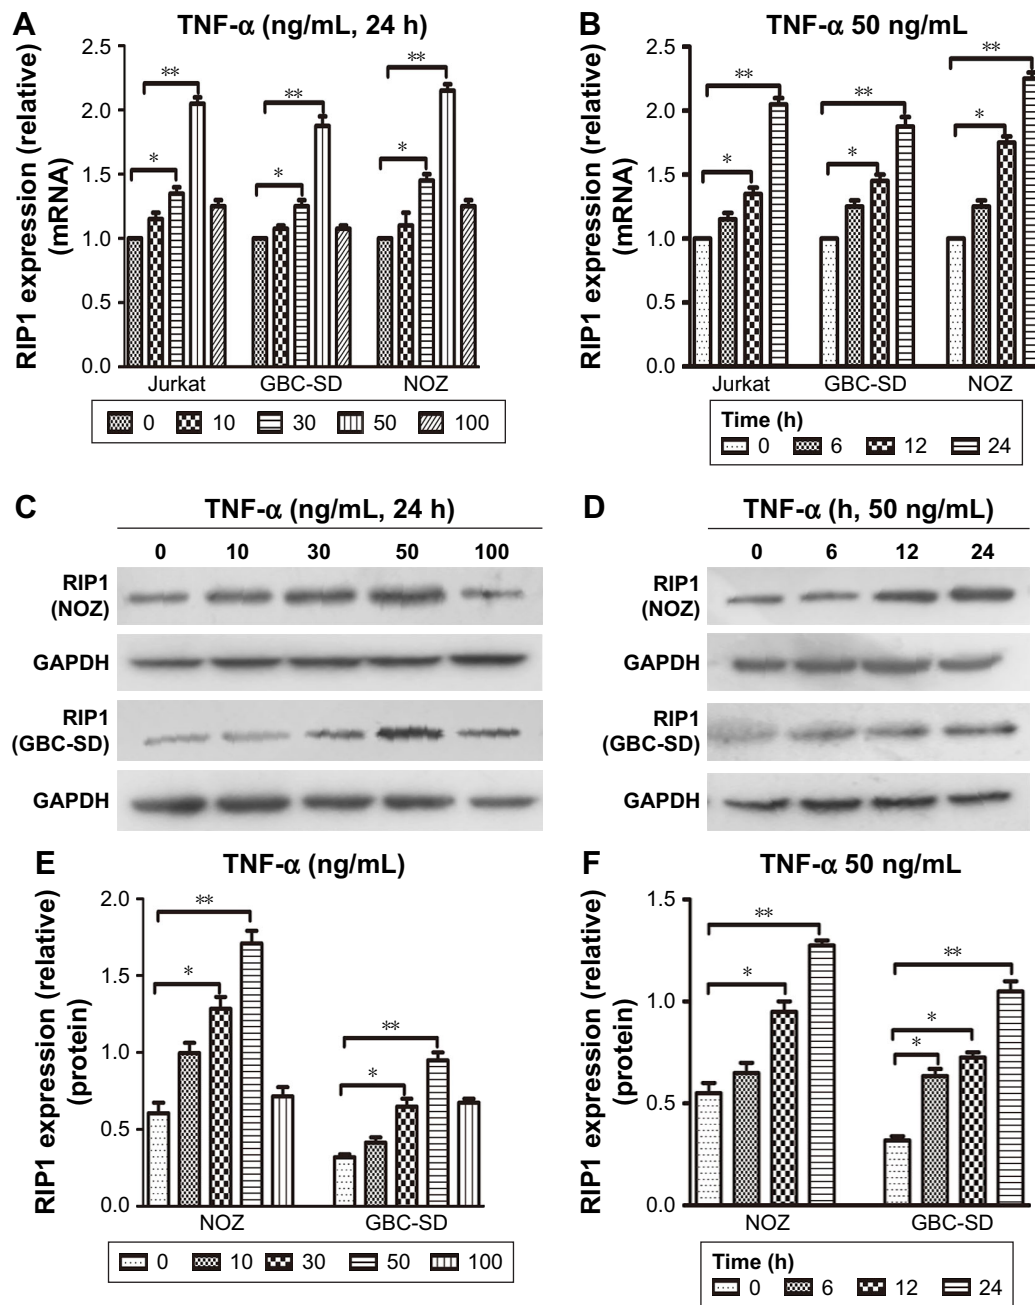 A
TNF-α (ng/mL, 24 h)
RIP1 expression (relative)
(mRNA)
2.5
2.0
1.5
1.0
0.5
0.0
*
**
*
**
*
**
Jurkat
GBC-SD
NOZ
0
10
30
50
100
B
TNF-α 50 ng/mL
RIP1 expression (relative)
(mRNA)
2.5
2.0
1.5
1.0
0.5
0.0
*
**
*
**
*
**
Jurkat
GBC-SD
NOZ
Time (h)
0
6
12
24
C
TNF-α (ng/mL, 24 h)
0 10 30 50 100
RIP1
(NOZ)
GAPDH
RIP1
(GBC-SD)
GAPDH
D
TNF-α (h, 50 ng/mL)
0 6 12 24
RIP1
(NOZ)
GAPDH
RIP1
(GBC-SD)
GAPDH
E
TNF-α (ng/mL)
RIP1 expression (relative)
(protein)
2.0
1.5
1.0
0.5
0.0
*
**
*
**
NOZ
GBC-SD
0
10
30
50
100
F
TNF-α 50 ng/mL
RIP1 expression (relative)
(protein)
1.5
1.0
0.5
0.0
*
**
*
*
**
NOZ
GBC-SD
Time (h)
0
6
12
24